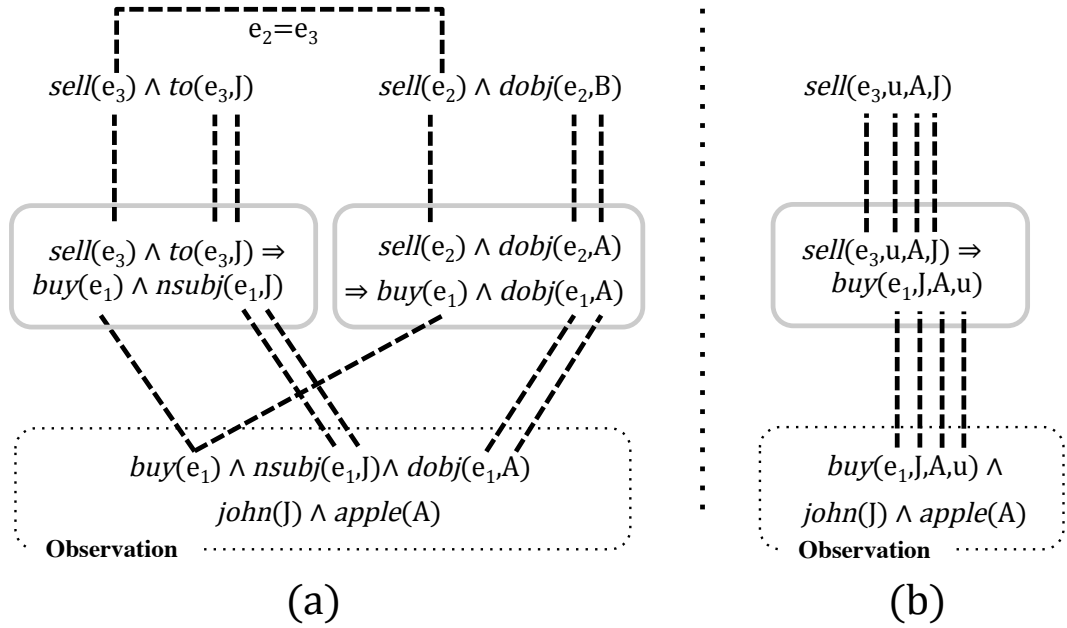 e₂=e₃
sell(e₃) ∧ to(e₃,J)
sell(e₂) ∧ dobj(e₂,B)
sell(e₃) ∧ to(e₃,J) ⇒
buy(e₁) ∧ nsubj(e₁,J)
sell(e₂) ∧ dobj(e₂,A)
⇒ buy(e₁) ∧ dobj(e₁,A)
buy(e₁) ∧ nsubj(e₁,J)∧ dobj(e₁,A)
john(J) ∧ apple(A)
Observation
(a)
sell(e₃,u,A,J)
sell(e₃,u,A,J) ⇒
buy(e₁,J,A,u)
buy(e₁,J,A,u) ∧
john(J) ∧ apple(A)
Observation
(b)